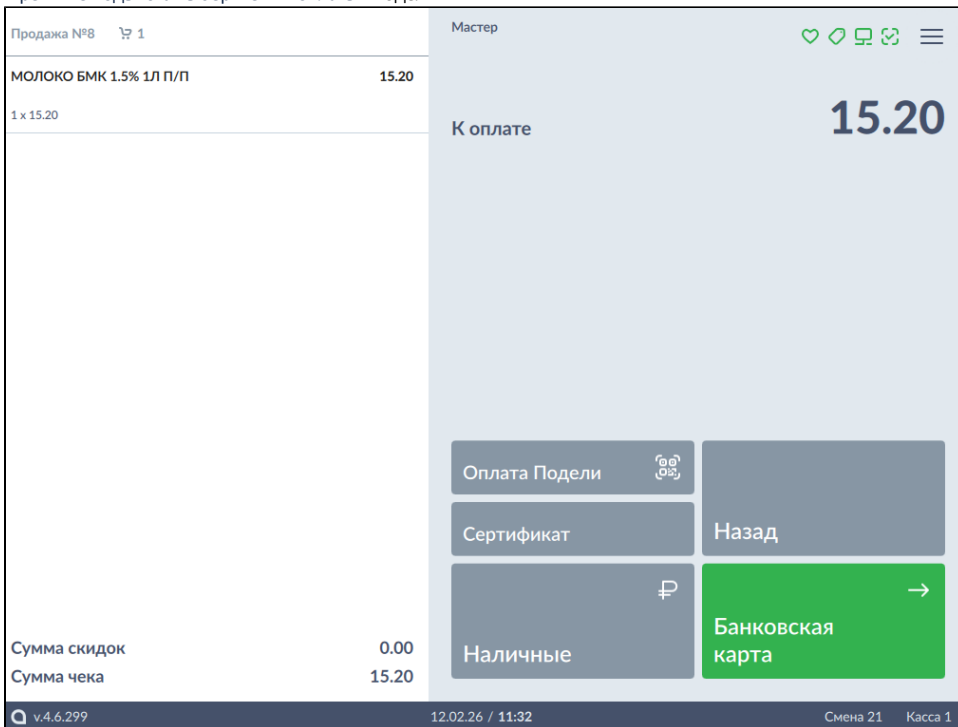 Продажа №8 1
МОЛОКО БМК 1.5% 1Л П/П 15.20
1 x 15.20
Сумма скидок 0.00
Сумма чека 15.20
Мастер
К оплате 15.20
Оплата Подели
Сертификат
Назад
Наличные
Банковская
карта
v.4.6.299 12.02.26 / 11:32 Смена 21 Касса 1